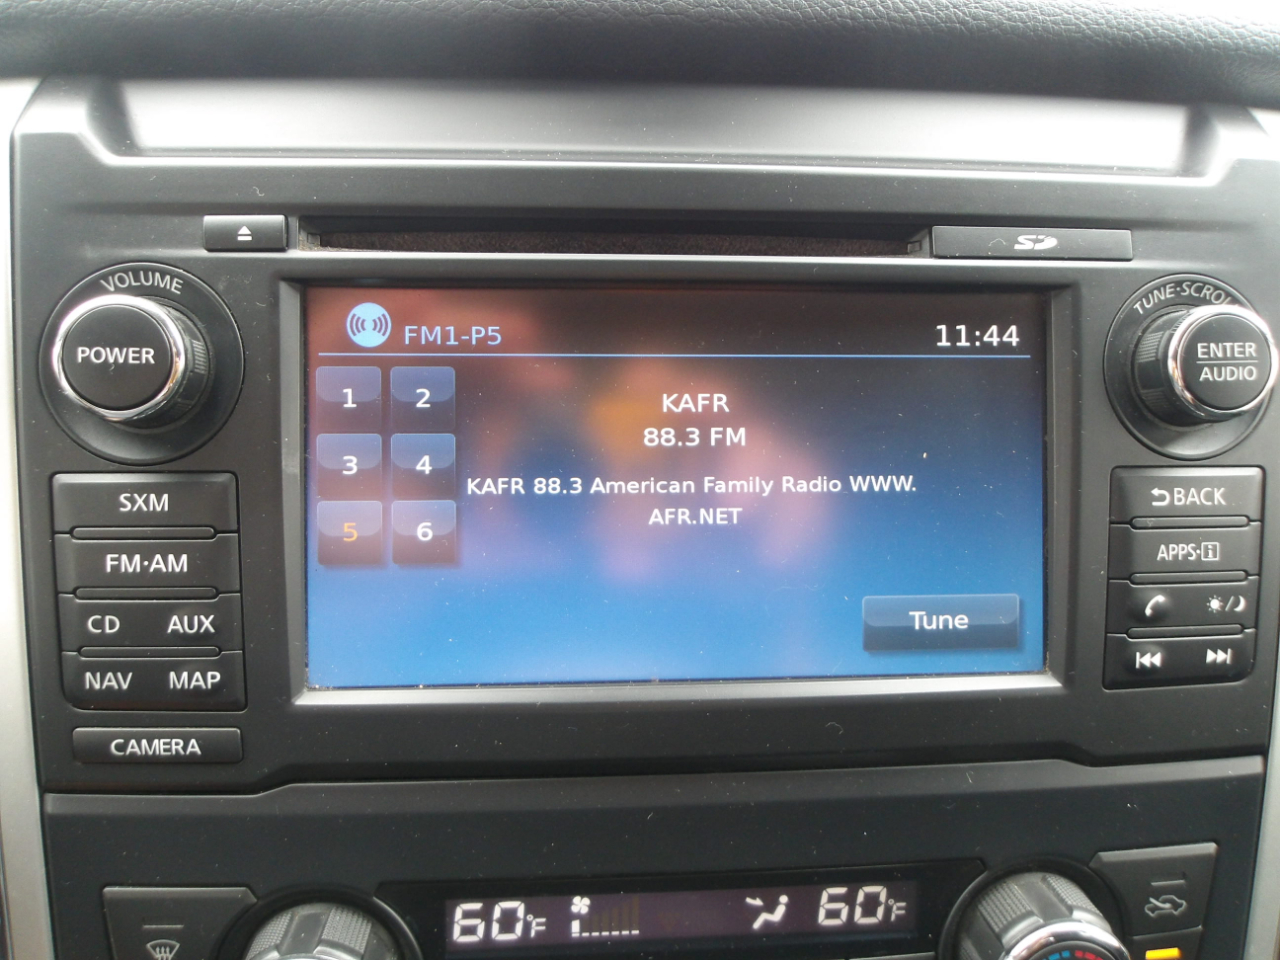 VOLUME
POWER
SD
TUNE·SCROLL
ENTER
AUDIO
FM1-P5
11:44
1 2
3 4
5 6
KAFR
88.3 FM
KAFR 88.3 American Family Radio WWW.
AFR.NET
Tune
SXM
FM·AM
CD AUX
NAV MAP
CAMERA
BACK
APPS·i
60°F
60°F